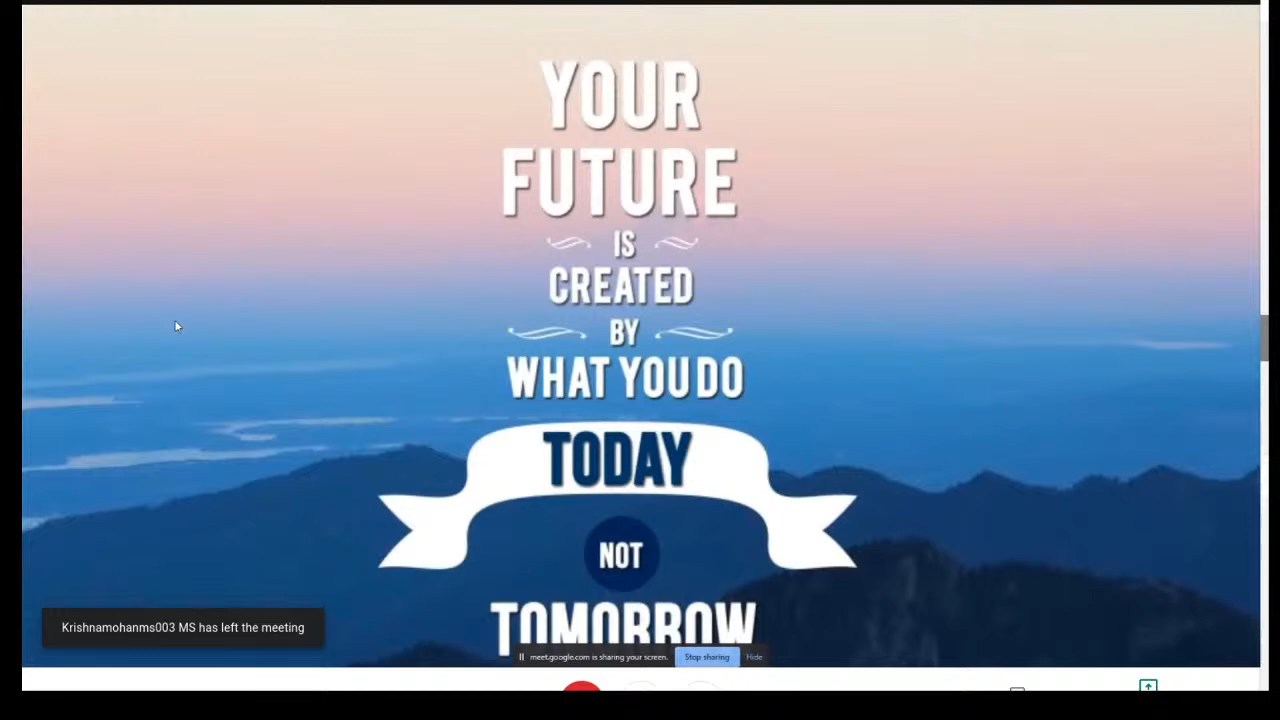 YOUR
FUTURE
IS
CREATED
BY
WHAT YOU DO
TODAY
NOT
TOMORROW
Krishnamohanms003 MS has left the meeting
meet.google.com is sharing your screen. Stop sharing Hide